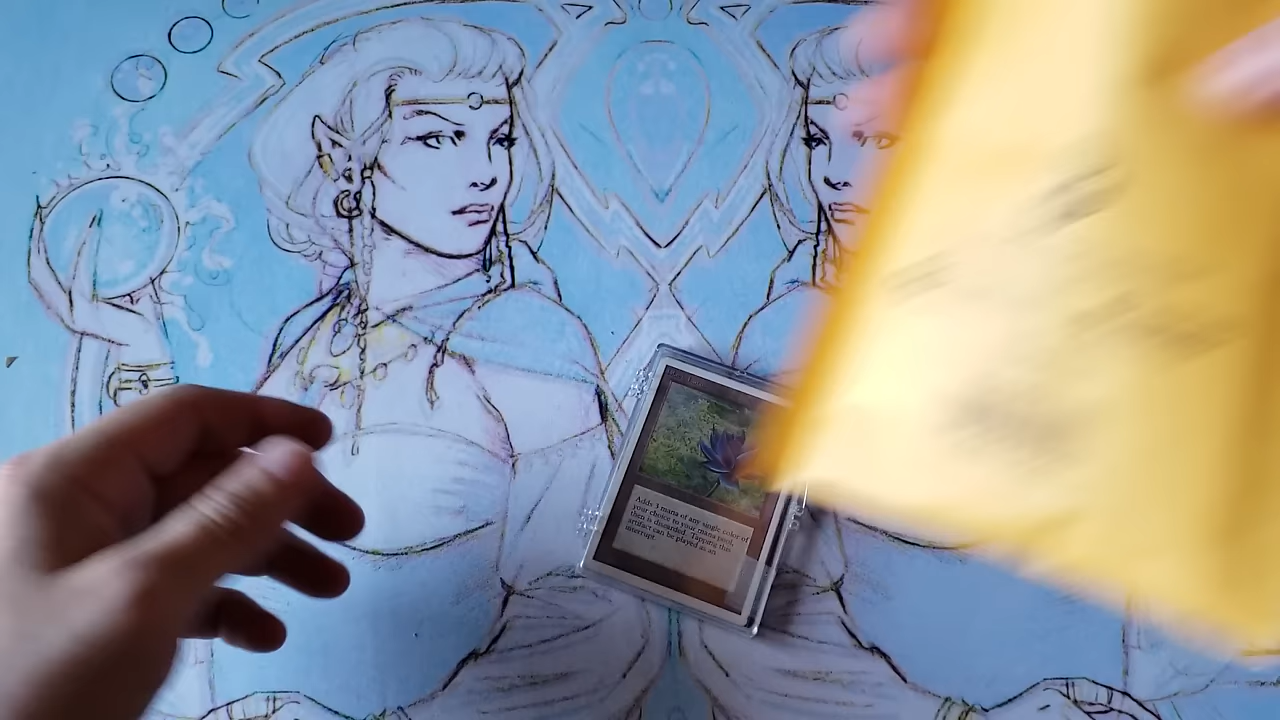 Adds 3 mana of any single color of
your choice to your mana pool,
then is discarded. Tapping this
artifact can be played as an
interrupt.